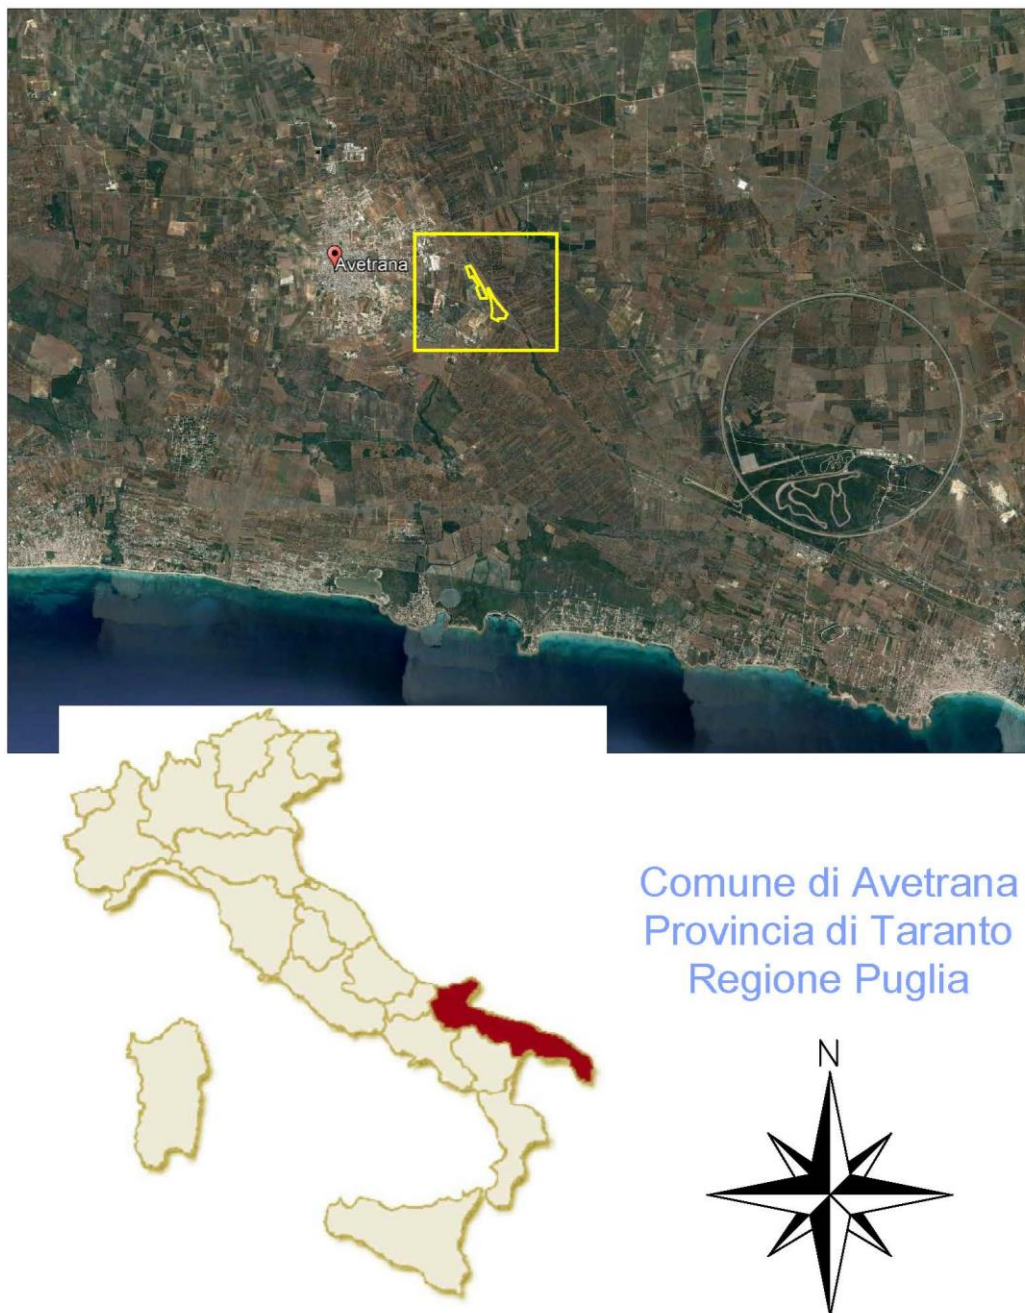 Avetrana
Comune di Avetrana
Provincia di Taranto
Regione Puglia
N